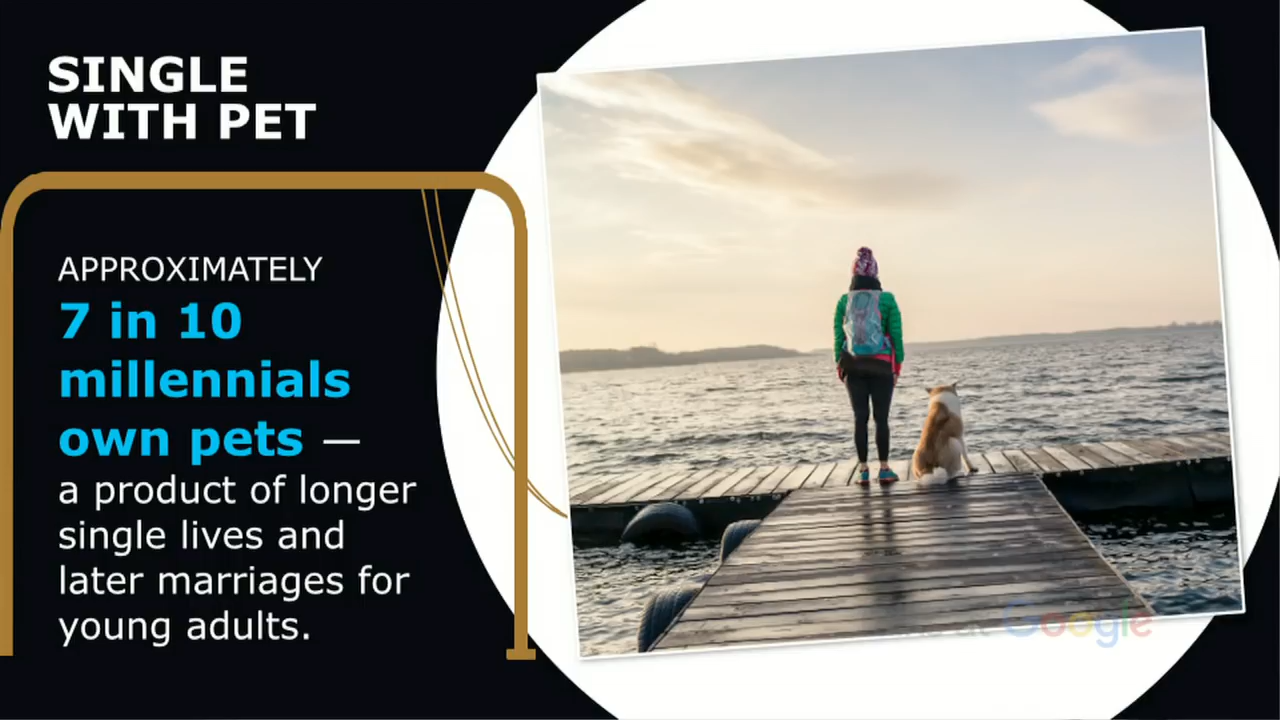 SINGLE
WITH PET
APPROXIMATELY
7 in 10
millennials
own pets —
a product of longer
single lives and
later marriages for
young adults.
Google